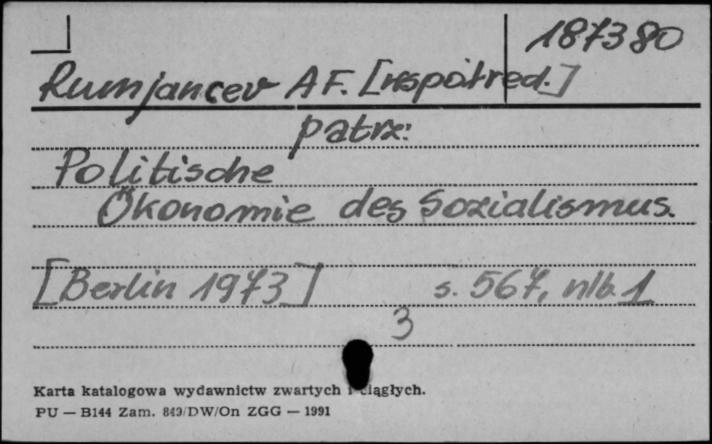 187380
Rumjancev A F. [współred.]
patrz:
Politische
Ökonomie des Sozialismus.
[Berlin 1973] s. 567, nlb. 1
3
Karta katalogowa wydawnictw zwartych i ciągłych.
PU — B144 Zam. 849/DW/On ZGG — 1991